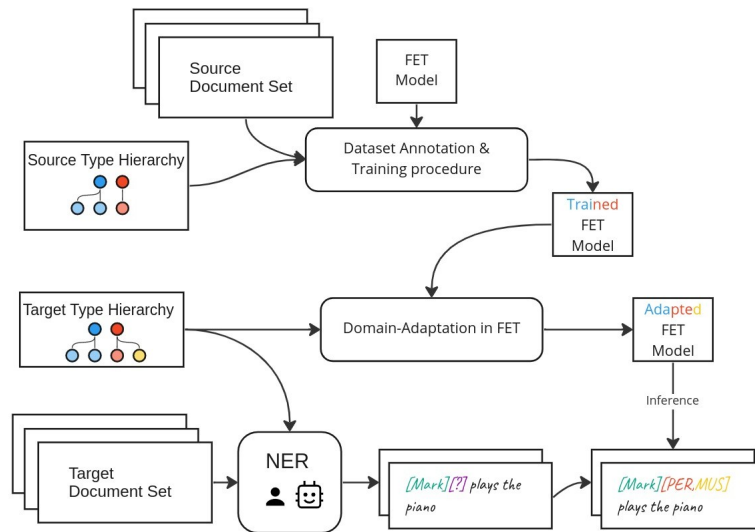 Source
Document Set
FET
Model
Source Type Hierarchy
Dataset Annotation &
Training procedure
Trained
FET
Model
Target Type Hierarchy
Domain-Adaptation in FET
Adapted
FET
Model
Inference
Target
Document Set
NER
[Mark][?] plays the
piano
[Mark][PER,MUS]
plays the piano